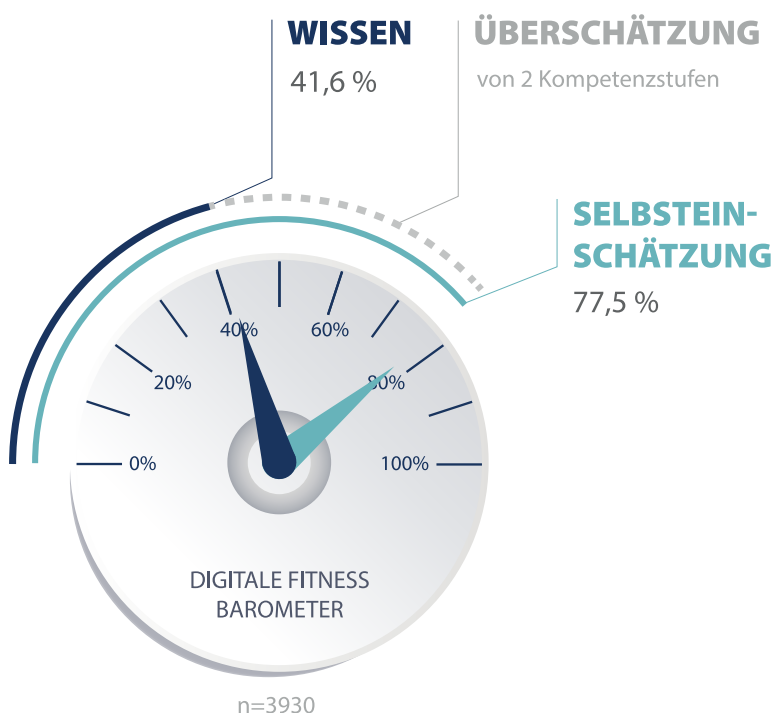 WISSEN
41,6 %
ÜBERSCHÄTZUNG
von 2 Kompetenzstufen
SELBSTEIN-
SCHÄTZUNG
77,5 %
0%
20%
40%
60%
80%
100%
DIGITALE FITNESS
BAROMETER
n=3930